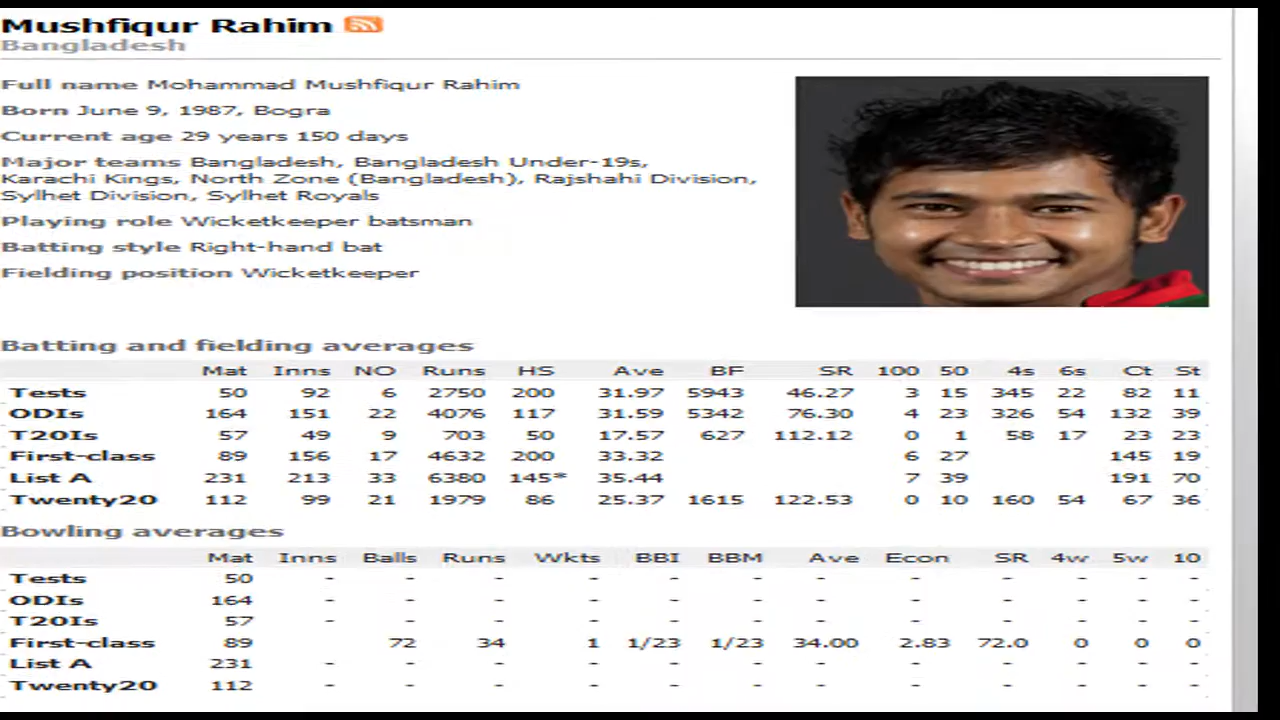 Mushfiqur Rahim
Bangladesh
Full name Mohammad Mushfiqur Rahim
Born June 9, 1987, Bogra
Current age 29 years 150 days
Major teams Bangladesh, Bangladesh Under-19s,
Karachi Kings, North Zone (Bangladesh), Rajshahi Division,
Sylhet Division, Sylhet Royals
Playing role Wicketkeeper batsman
Batting style Right-hand bat
Fielding position Wicketkeeper
Batting and fielding averages
Mat Inns NO Runs HS Ave BF SR 100 50 4s 6s Ct St
Tests 50 92 6 2750 200 31.97 5943 46.27 3 15 345 22 82 11
ODIs 164 151 22 4076 117 31.59 5342 76.30 4 23 326 54 132 39
T20Is 57 49 9 703 50 17.57 627 112.12 0 1 58 17 23 23
First-class 89 156 17 4632 200 33.32 6 27 145 19
List A 231 213 33 6380 145* 35.44 7 39 191 70
Twenty20 112 99 21 1979 86 25.37 1615 122.53 0 10 160 54 67 36
Bowling averages
Mat Inns Balls Runs Wkts BBI BBM Ave Econ SR 4w 5w 10
Tests 50 - - - - - - - - - - - -
ODIs 164 - - - - - - - - - - - -
T20Is 57 - - - - - - - - - - - -
First-class 89 72 34 1 1/23 1/23 34.00 2.83 72.0 0 0 0
List A 231 - - - - - - - - - - - -
Twenty20 112 - - - - - - - - - - - -